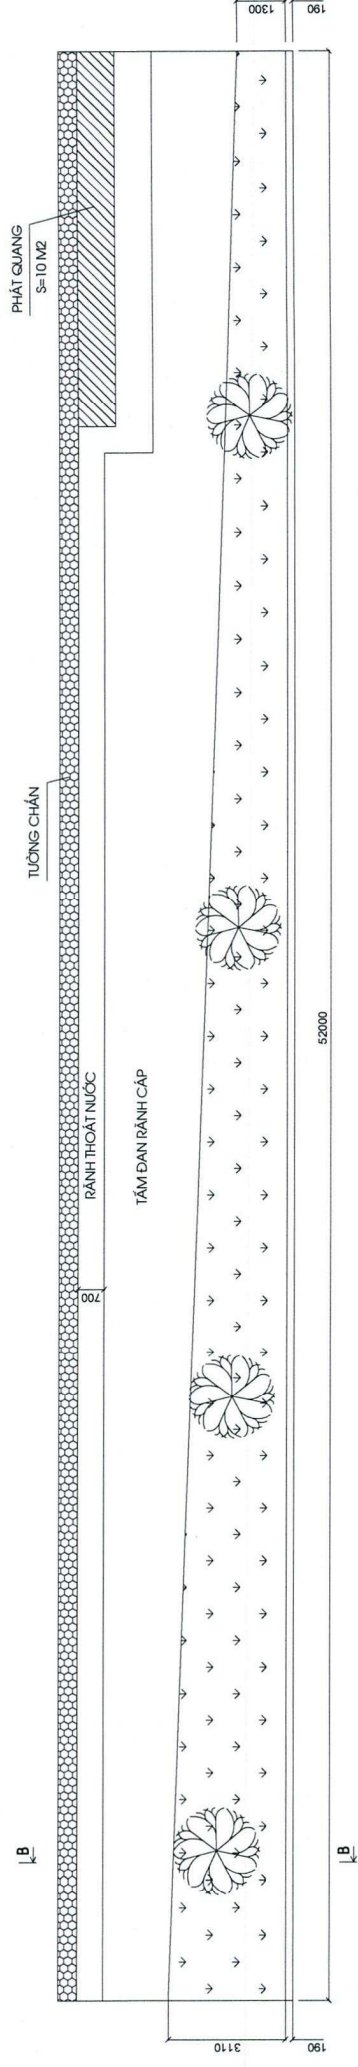 PHÁT QUANG
S=10 M2
TƯỜNG CHẮN
RÃNH THOÁT NƯỚC
TẤM ĐAN RÃNH CÁP
700
52000
1300
190
3110
190
B
B